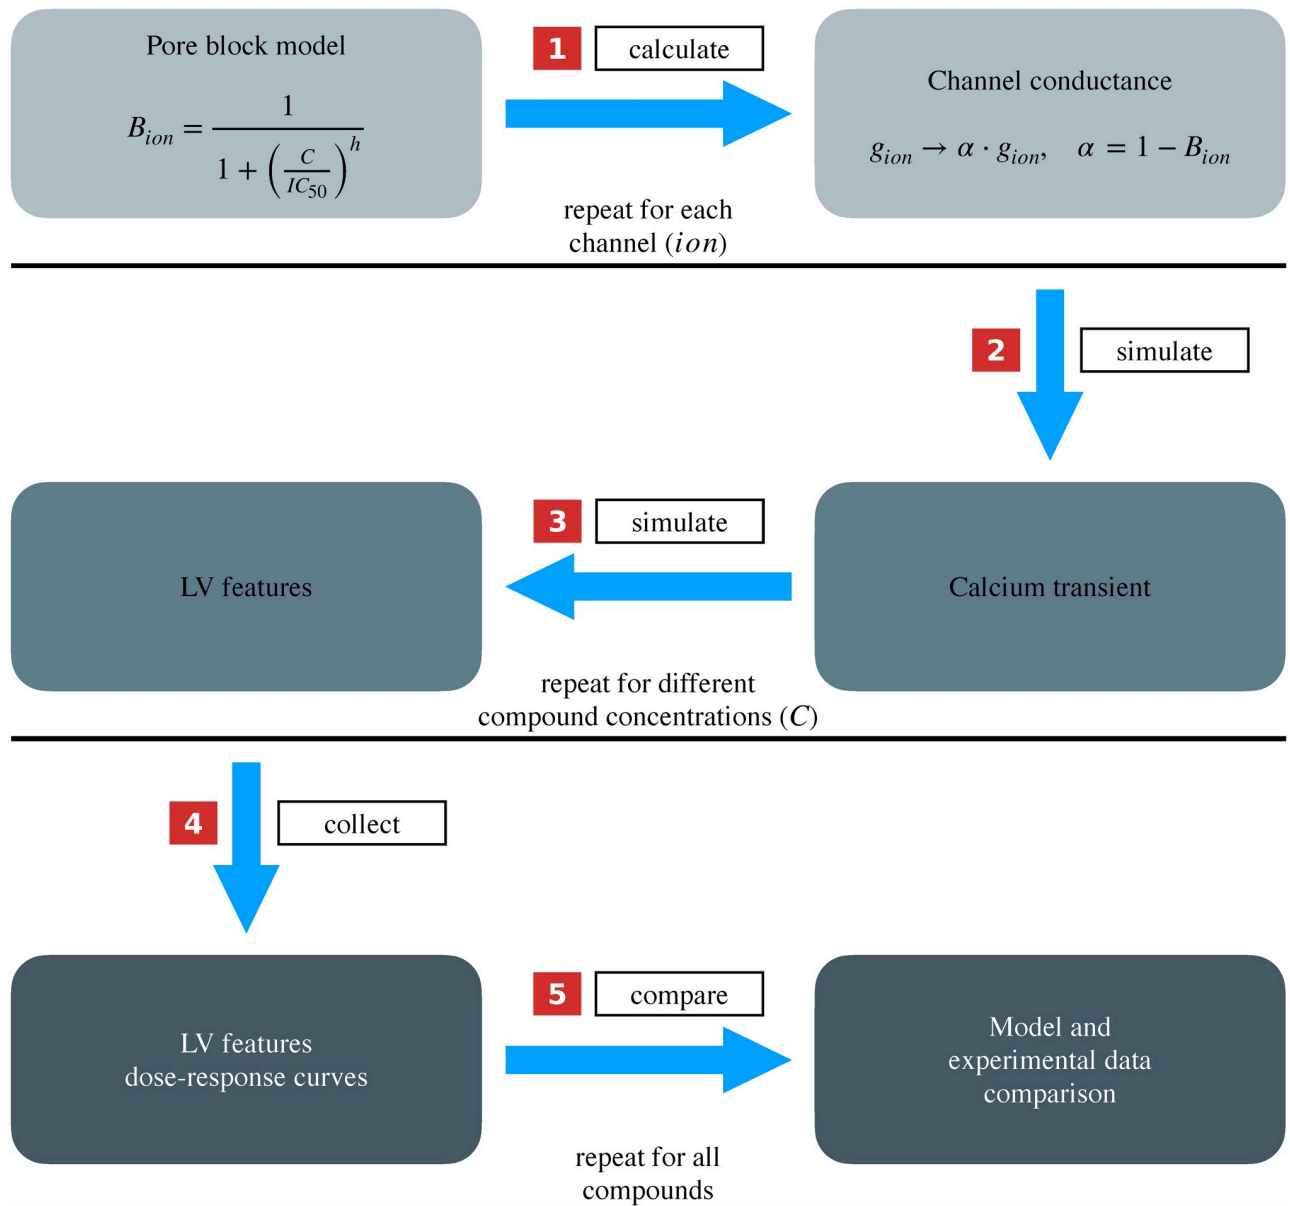 Pore block model
B_ion = 1 / (1 + (C / IC_50)^h)
1 calculate
repeat for each
channel (ion)
Channel conductance
g_ion → α · g_ion, α = 1 − B_ion
2 simulate
Calcium transient
3 simulate
repeat for different
compound concentrations (C)
LV features
4 collect
LV features
dose-response curves
5 compare
repeat for all
compounds
Model and
experimental data
comparison